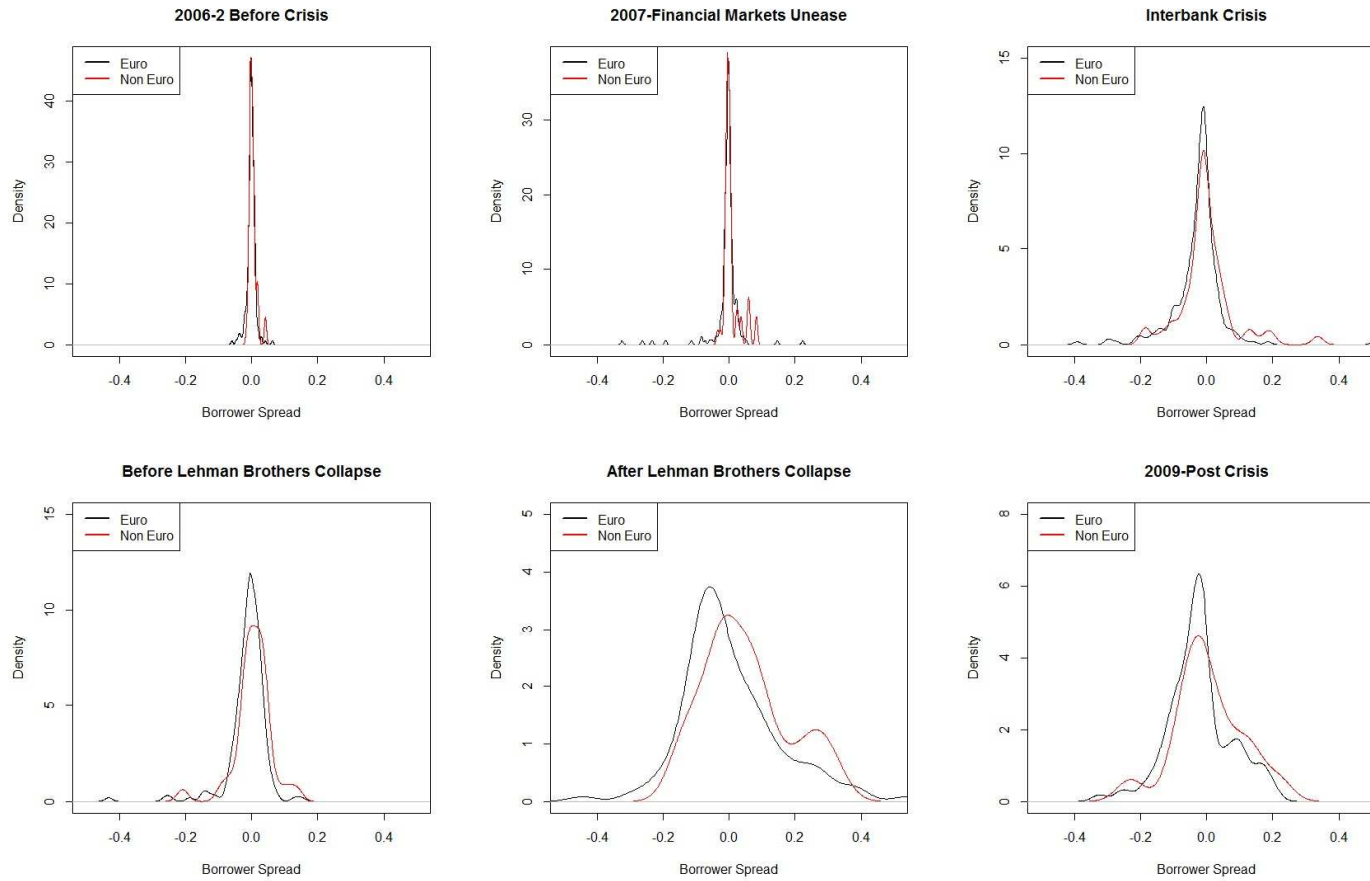 2006-2 Before Crisis
Euro
Non Euro
Density
0
10
20
30
40
-0.4 -0.2 0.0 0.2 0.4
Borrower Spread
2007-Financial Markets Unease
Euro
Non Euro
Density
0
10
20
30
-0.4 -0.2 0.0 0.2 0.4
Borrower Spread
Interbank Crisis
Euro
Non Euro
Density
0
5
10
15
-0.4 -0.2 0.0 0.2 0.4
Borrower Spread
Before Lehman Brothers Collapse
Euro
Non Euro
Density
0
5
10
15
-0.4 -0.2 0.0 0.2 0.4
Borrower Spread
After Lehman Brothers Collapse
Euro
Non Euro
Density
0
1
2
3
4
5
-0.4 -0.2 0.0 0.2 0.4
Borrower Spread
2009-Post Crisis
Euro
Non Euro
Density
0
2
4
6
8
-0.4 -0.2 0.0 0.2 0.4
Borrower Spread